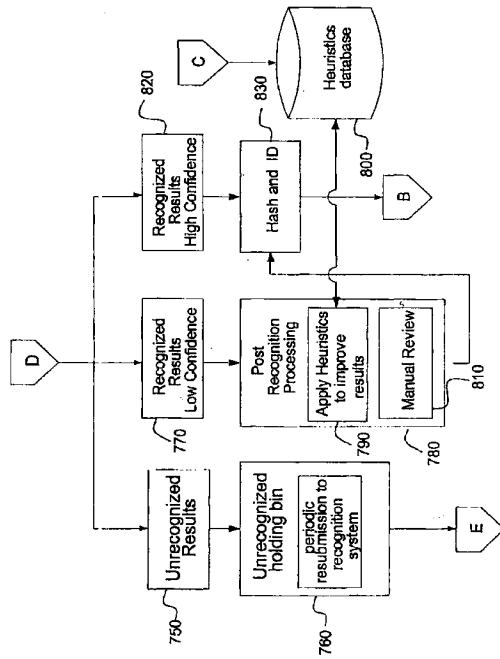 D
Unrecognized
Results
750
Recognized
Results
Low Confidence
770
Recognized
Results
High Confidence
820
C
Unrecognized
holding bin
periodic
resubmission to
recognition
system
760
Post
Recognition
Processing
Apply Heuristics
to improve
results
790
Manual Review
780
810
Hash and ID
830
Heuristics
database
800
E
B